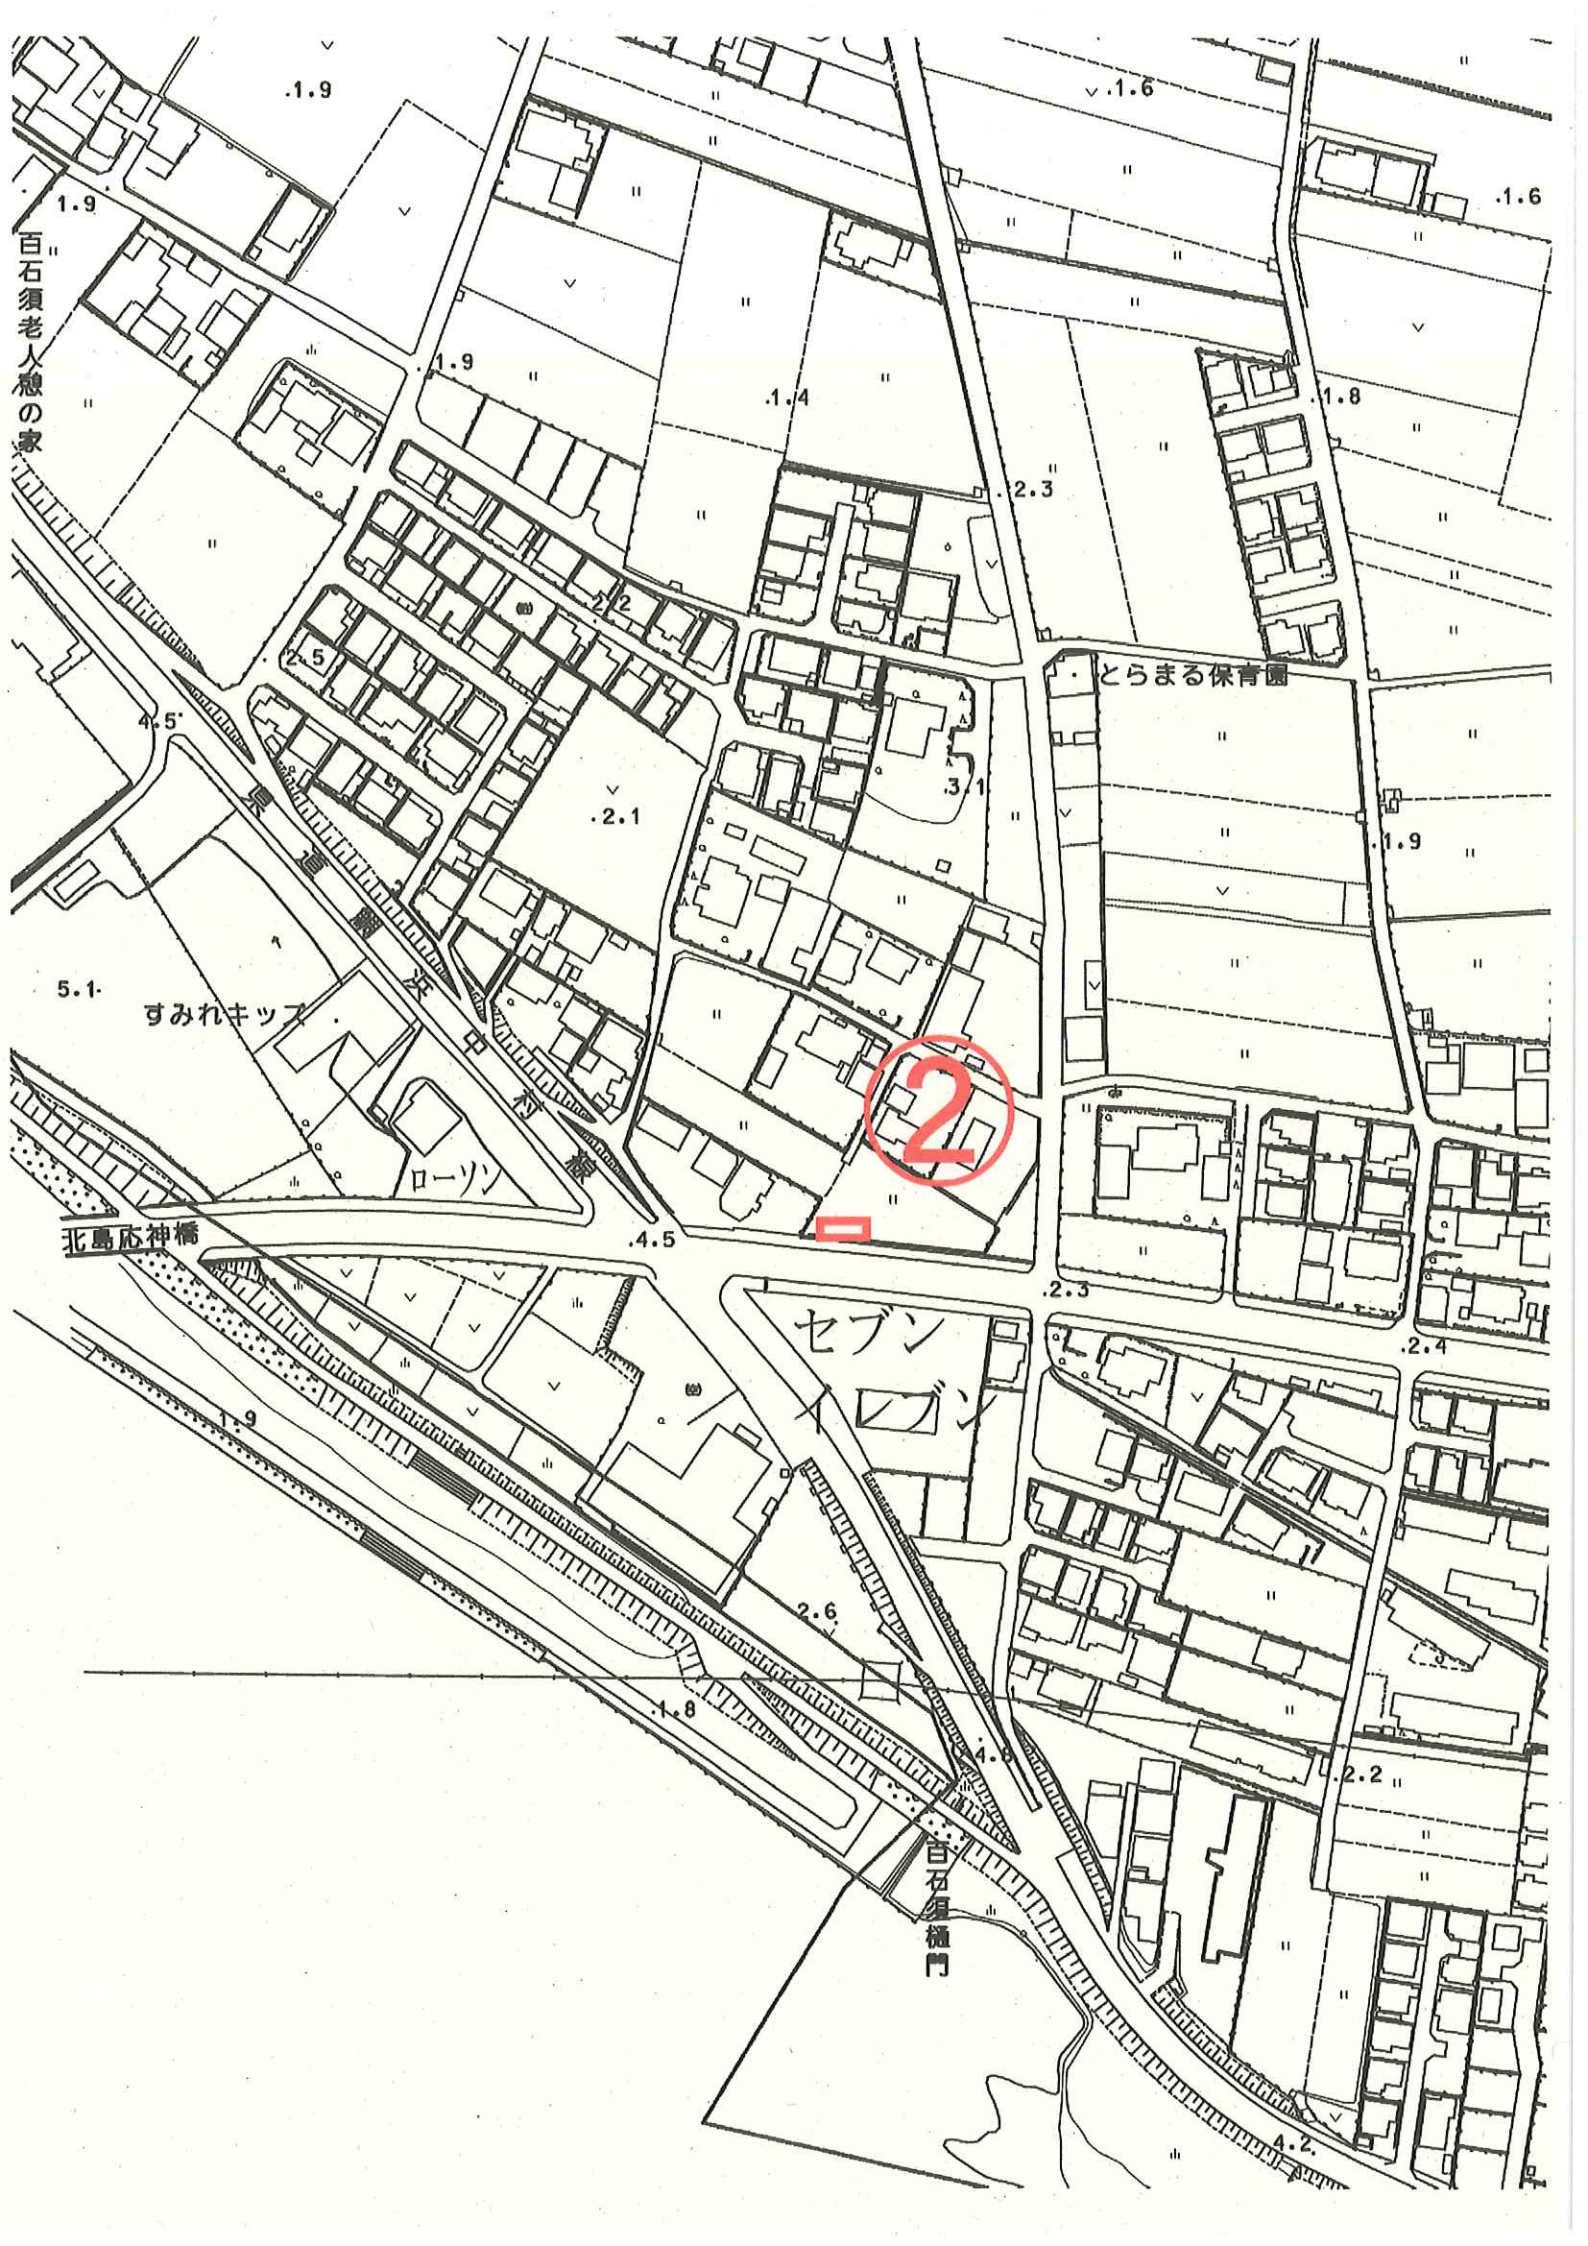 .1.9
.1.6
1.9
.1.6
百石須老人憩の家
1.9
.1.4
.1.8
.2.3
2.2
2.5
とらまる保育園
4.5
.3.1
.2.1
.1.9
県道
浜中村線
5.1
すみれキッズ
②
ローソン
北島応神橋
.4.5
.2.3
セブン
イレブン
.2.4
1.9
2.6
.1.8
.4.8
.2.2
百石須樋門
4.2